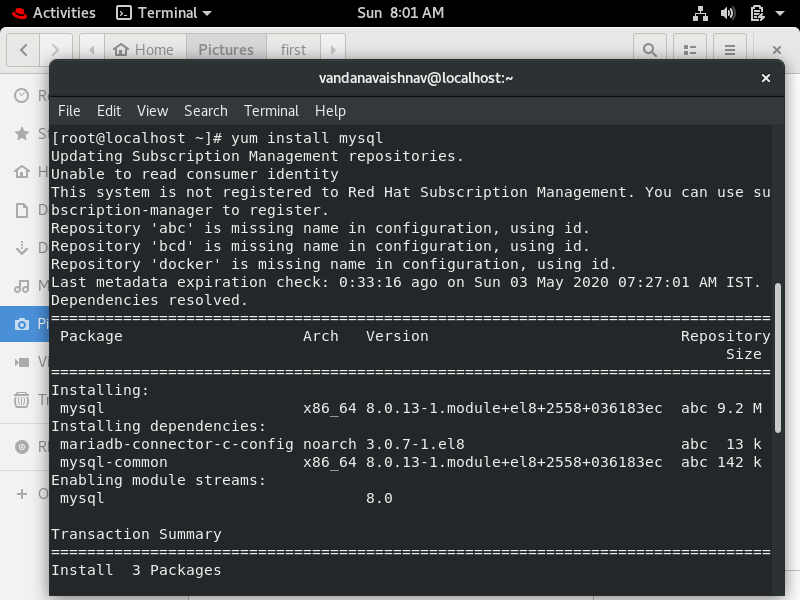 Activities Terminal Sun 8:01 AM
Home Pictures first
vandanavaishnav@localhost:~
File Edit View Search Terminal Help
[root@localhost ~]# yum install mysql
Updating Subscription Management repositories.
Unable to read consumer identity
This system is not registered to Red Hat Subscription Management. You can use su
bscription-manager to register.
Repository 'abc' is missing name in configuration, using id.
Repository 'bcd' is missing name in configuration, using id.
Repository 'docker' is missing name in configuration, using id.
Last metadata expiration check: 0:33:16 ago on Sun 03 May 2020 07:27:01 AM IST.
Dependencies resolved.
================================================================================
Package Arch Version Repository
Size
================================================================================
Installing:
mysql x86_64 8.0.13-1.module+el8+2558+036183ec abc 9.2 M
Installing dependencies:
mariadb-connector-c-config noarch 3.0.7-1.el8 abc 13 k
mysql-common x86_64 8.0.13-1.module+el8+2558+036183ec abc 142 k
Enabling module streams:
mysql 8.0
Transaction Summary
================================================================================
Install 3 Packages